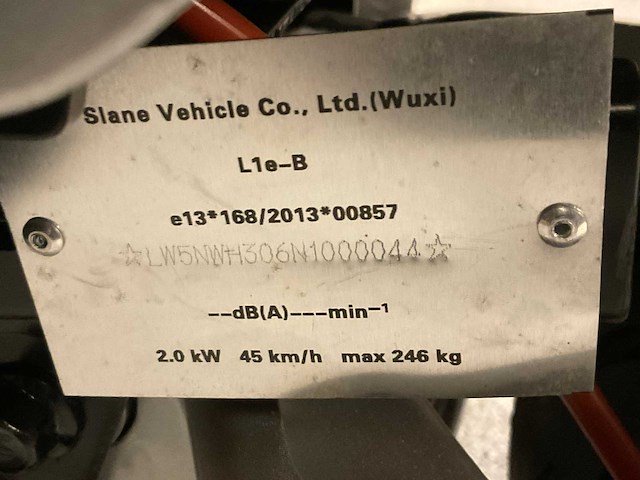 Slane Vehicle Co., Ltd.(Wuxi)
L1e-B
e13*168/2013*00857
☆LW5NWH306N1000044☆
--dB(A)---min⁻¹
2.0 kW 45 km/h max 246 kg